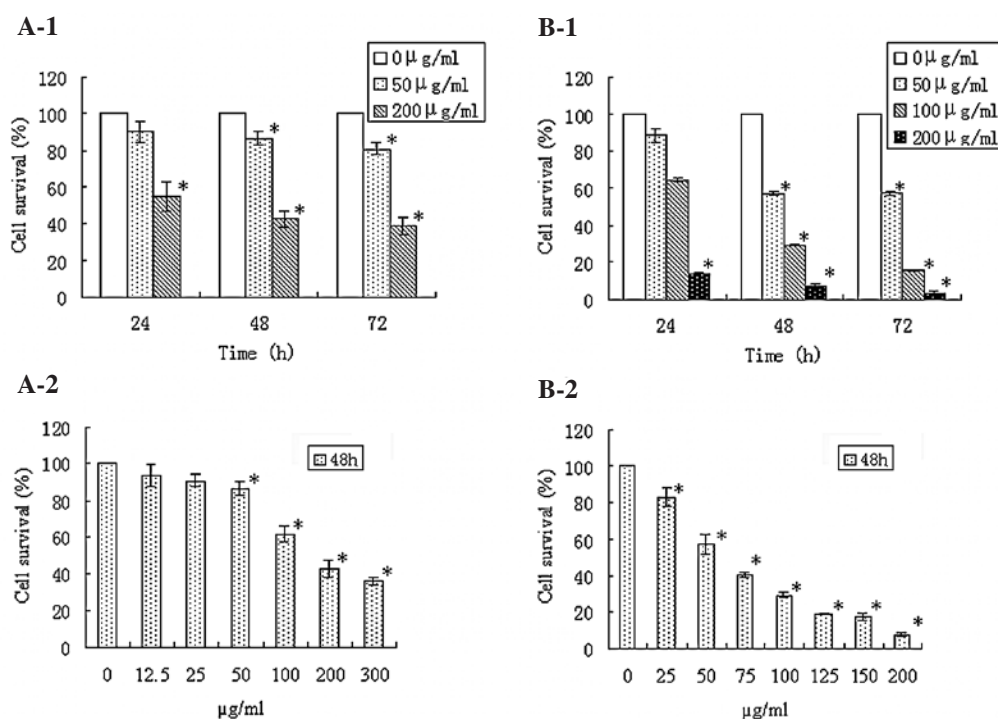 A-1
0μg/ml
50μg/ml
200μg/ml
Cell survival (%)
120
100
80
60
40
20
0
*
*
*
*
*
24 48 72
Time (h)
B-1
0μg/ml
50μg/ml
100μg/ml
200μg/ml
Cell survival (%)
120
100
80
60
40
20
0
*
*
*
*
*
*
*
24 48 72
Time (h)
A-2
48h
Cell survival (%)
120
100
80
60
40
20
0
*
*
*
*
0 12.5 25 50 100 200 300
µg/ml
B-2
48h
Cell survival (%)
120
100
80
60
40
20
0
*
*
*
*
*
*
*
0 25 50 75 100 125 150 200
µg/ml